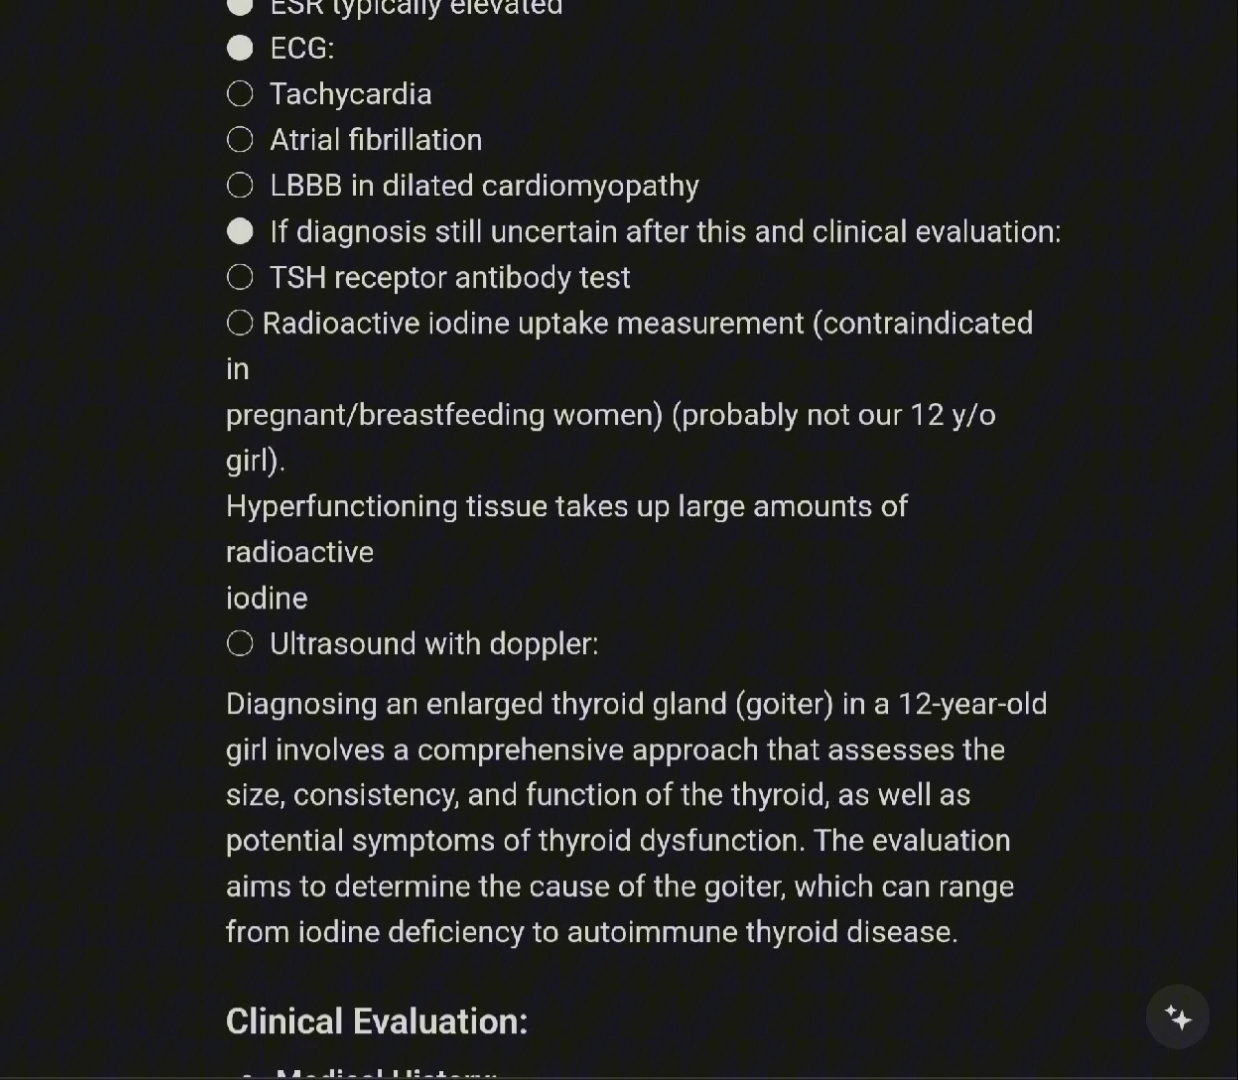 ESR typically elevated
ECG:
Tachycardia
Atrial fibrillation
LBBB in dilated cardiomyopathy
If diagnosis still uncertain after this and clinical evaluation:
TSH receptor antibody test
Radioactive iodine uptake measurement (contraindicated
in
pregnant/breastfeeding women) (probably not our 12 y/o
girl).
Hyperfunctioning tissue takes up large amounts of
radioactive
iodine
Ultrasound with doppler:
Diagnosing an enlarged thyroid gland (goiter) in a 12-year-old
girl involves a comprehensive approach that assesses the
size, consistency, and function of the thyroid, as well as
potential symptoms of thyroid dysfunction. The evaluation
aims to determine the cause of the goiter, which can range
from iodine deficiency to autoimmune thyroid disease.
Clinical Evaluation:
Medical History: